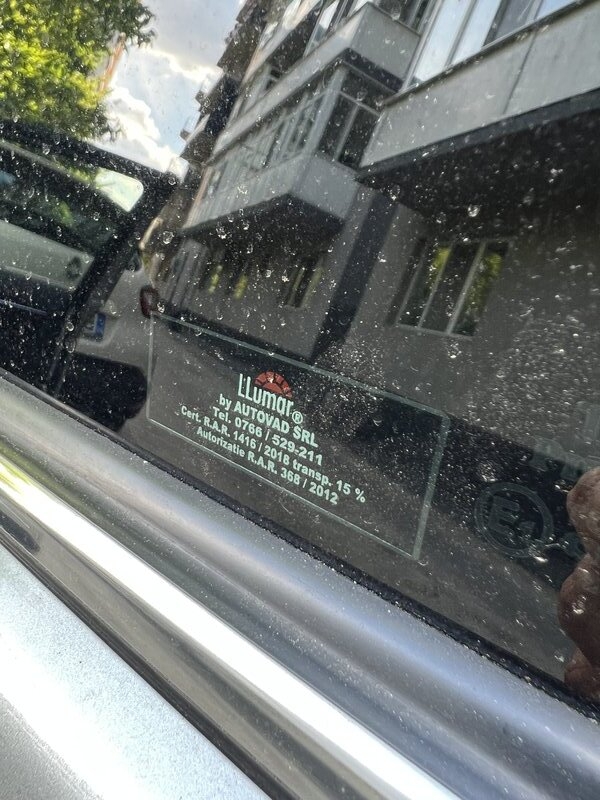 LLumar®
by AUTOVAD SRL
Tel. 0766 / 529-211
Cert. R.A.R. 1416 / 2018 transp. 15 %
Autorizatie R.A.R. 368 / 2012